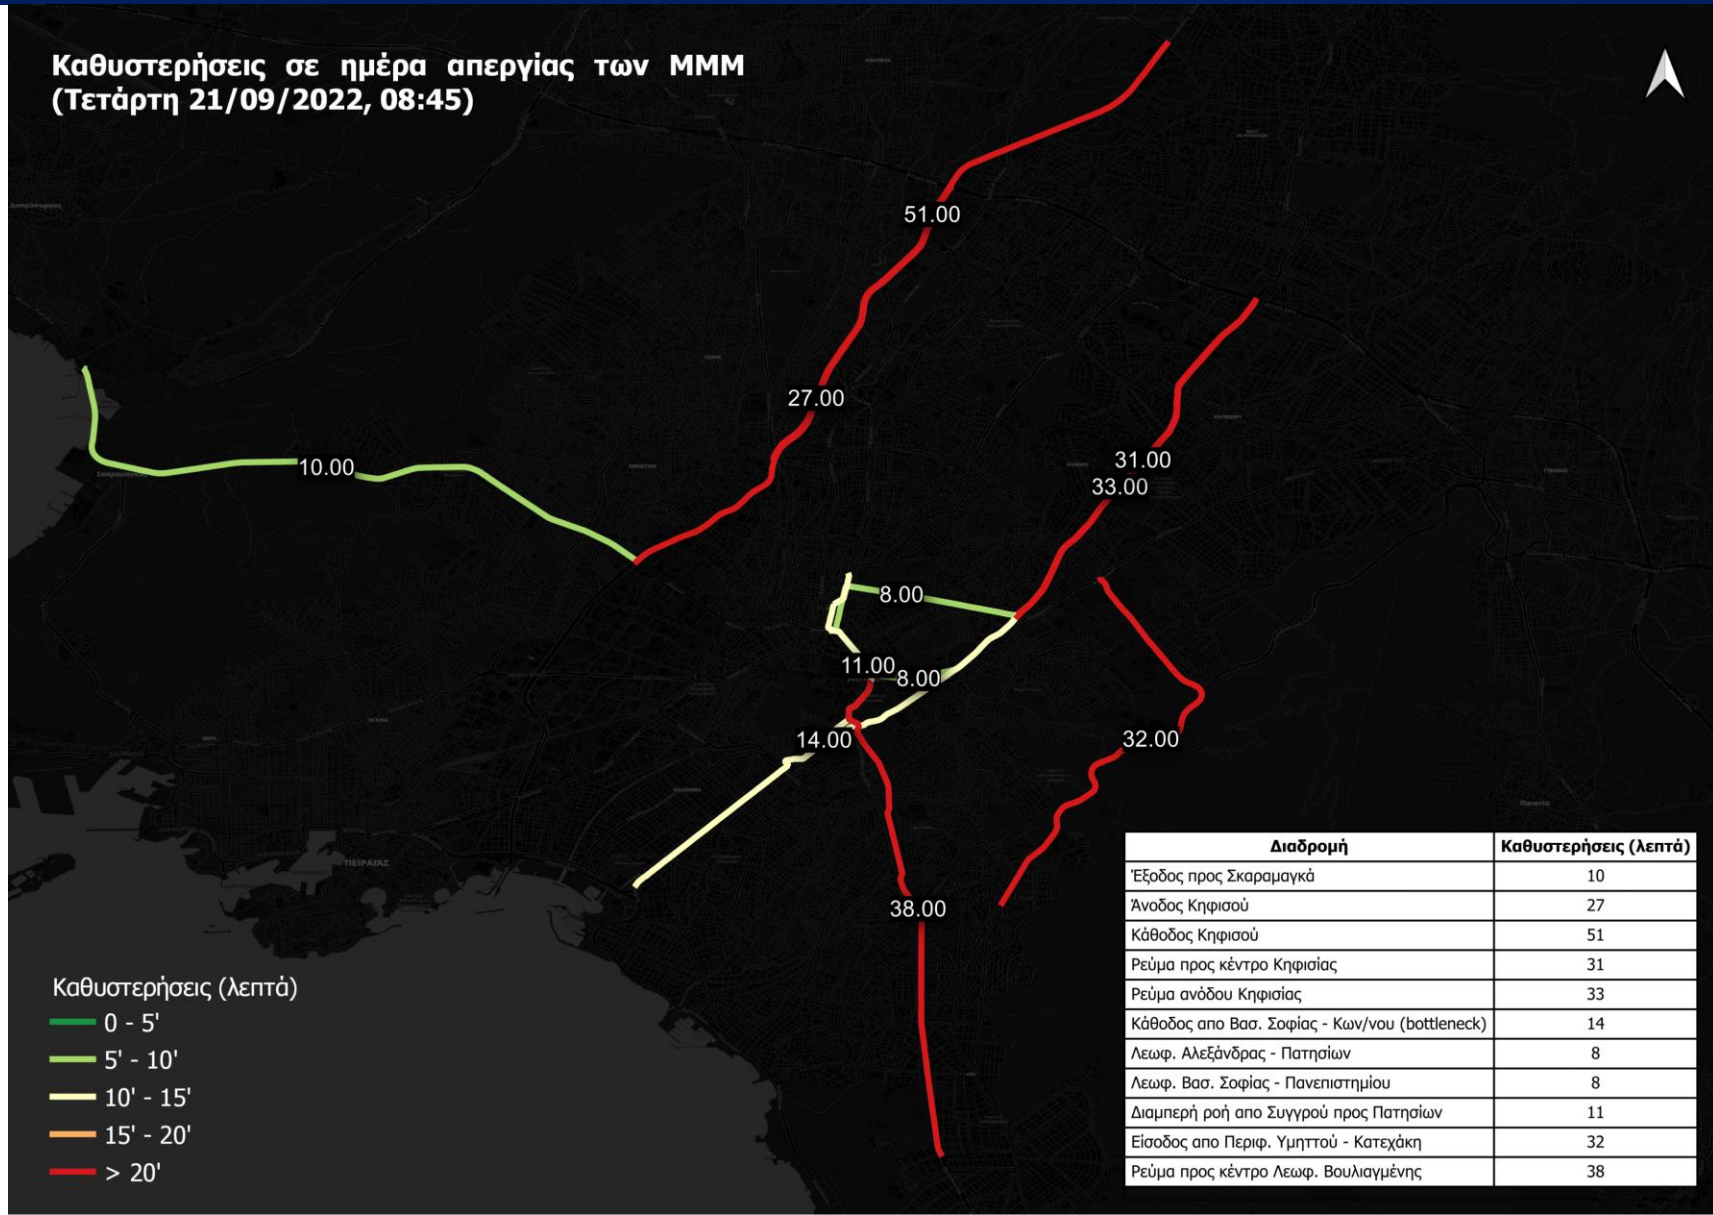 Καθυστερήσεις σε ημέρα απεργίας των ΜΜΜ
(Τετάρτη 21/09/2022, 08:45)
51.00
27.00
10.00
31.00
33.00
8.00
11.00
8.00
14.00
32.00
38.00
ΠΕΙΡΑΙΑΣ
Καθυστερήσεις (λεπτά)
0 - 5'
5' - 10'
10' - 15'
15' - 20'
> 20'
Διαδρομή Καθυστερήσεις (λεπτά)
Έξοδος προς Σκαραμαγκά 10
Άνοδος Κηφισού 27
Κάθοδος Κηφισού 51
Ρεύμα προς κέντρο Κηφισίας 31
Ρεύμα ανόδου Κηφισίας 33
Κάθοδος απο Βασ. Σοφίας - Κων/νου (bottleneck) 14
Λεωφ. Αλεξάνδρας - Πατησίων 8
Λεωφ. Βασ. Σοφίας - Πανεπιστημίου 8
Διαμπερή ροή απο Συγγρού προς Πατησίων 11
Είσοδος απο Περιφ. Υμηττού - Κατεχάκη 32
Ρεύμα προς κέντρο Λεωφ. Βουλιαγμένης 38